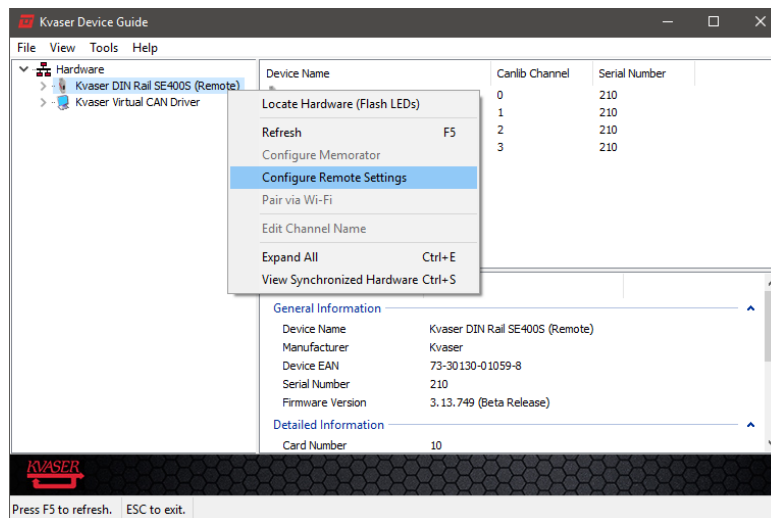 Kvaser Device Guide
File View Tools Help
Hardware
Kvaser DIN Rail SE400S (Remote)
Kvaser Virtual CAN Driver
Device Name Canlib Channel Serial Number
0 210
1 210
2 210
3 210
Locate Hardware (Flash LEDs)
Refresh F5
Configure Memorator
Configure Remote Settings
Pair via Wi-Fi
Edit Channel Name
Expand All Ctrl+E
View Synchronized Hardware Ctrl+S
General Information
Device Name Kvaser DIN Rail SE400S (Remote)
Manufacturer Kvaser
Device EAN 73-30130-01059-8
Serial Number 210
Firmware Version 3.13.749 (Beta Release)
Detailed Information
Card Number 10
KVASER
Press F5 to refresh. ESC to exit.